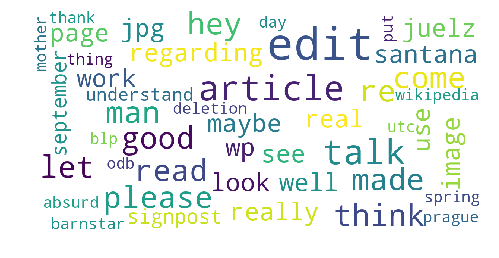 thank
day
mother
page
jpg
hey
edit
put
juelz
thing
regarding
santana
september
work
article
re
come
understand
wikipedia
man
deletion
maybe
real
utc
use
image
blp
good
wp
see
talk
let
odb
read
look
well
made
absurd
please
spring
barnstar
signpost
really
think
prague